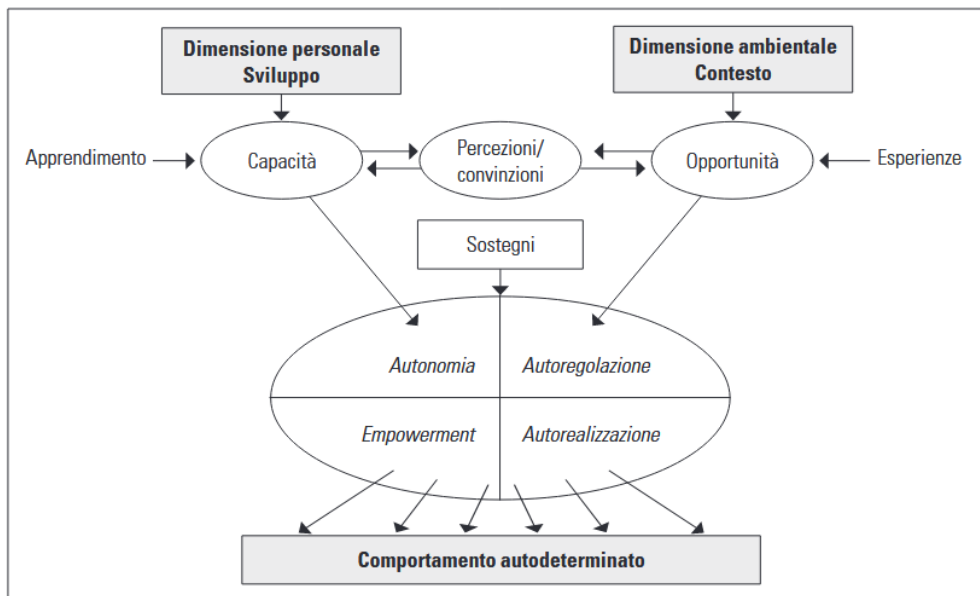 Dimensione personale
Sviluppo
Dimensione ambientale
Contesto
Apprendimento
Capacità
Percezioni/
convinzioni
Opportunità
Esperienze
Sostegni
Autonomia
Autoregolazione
Empowerment
Autorealizzazione
Comportamento autodeterminato